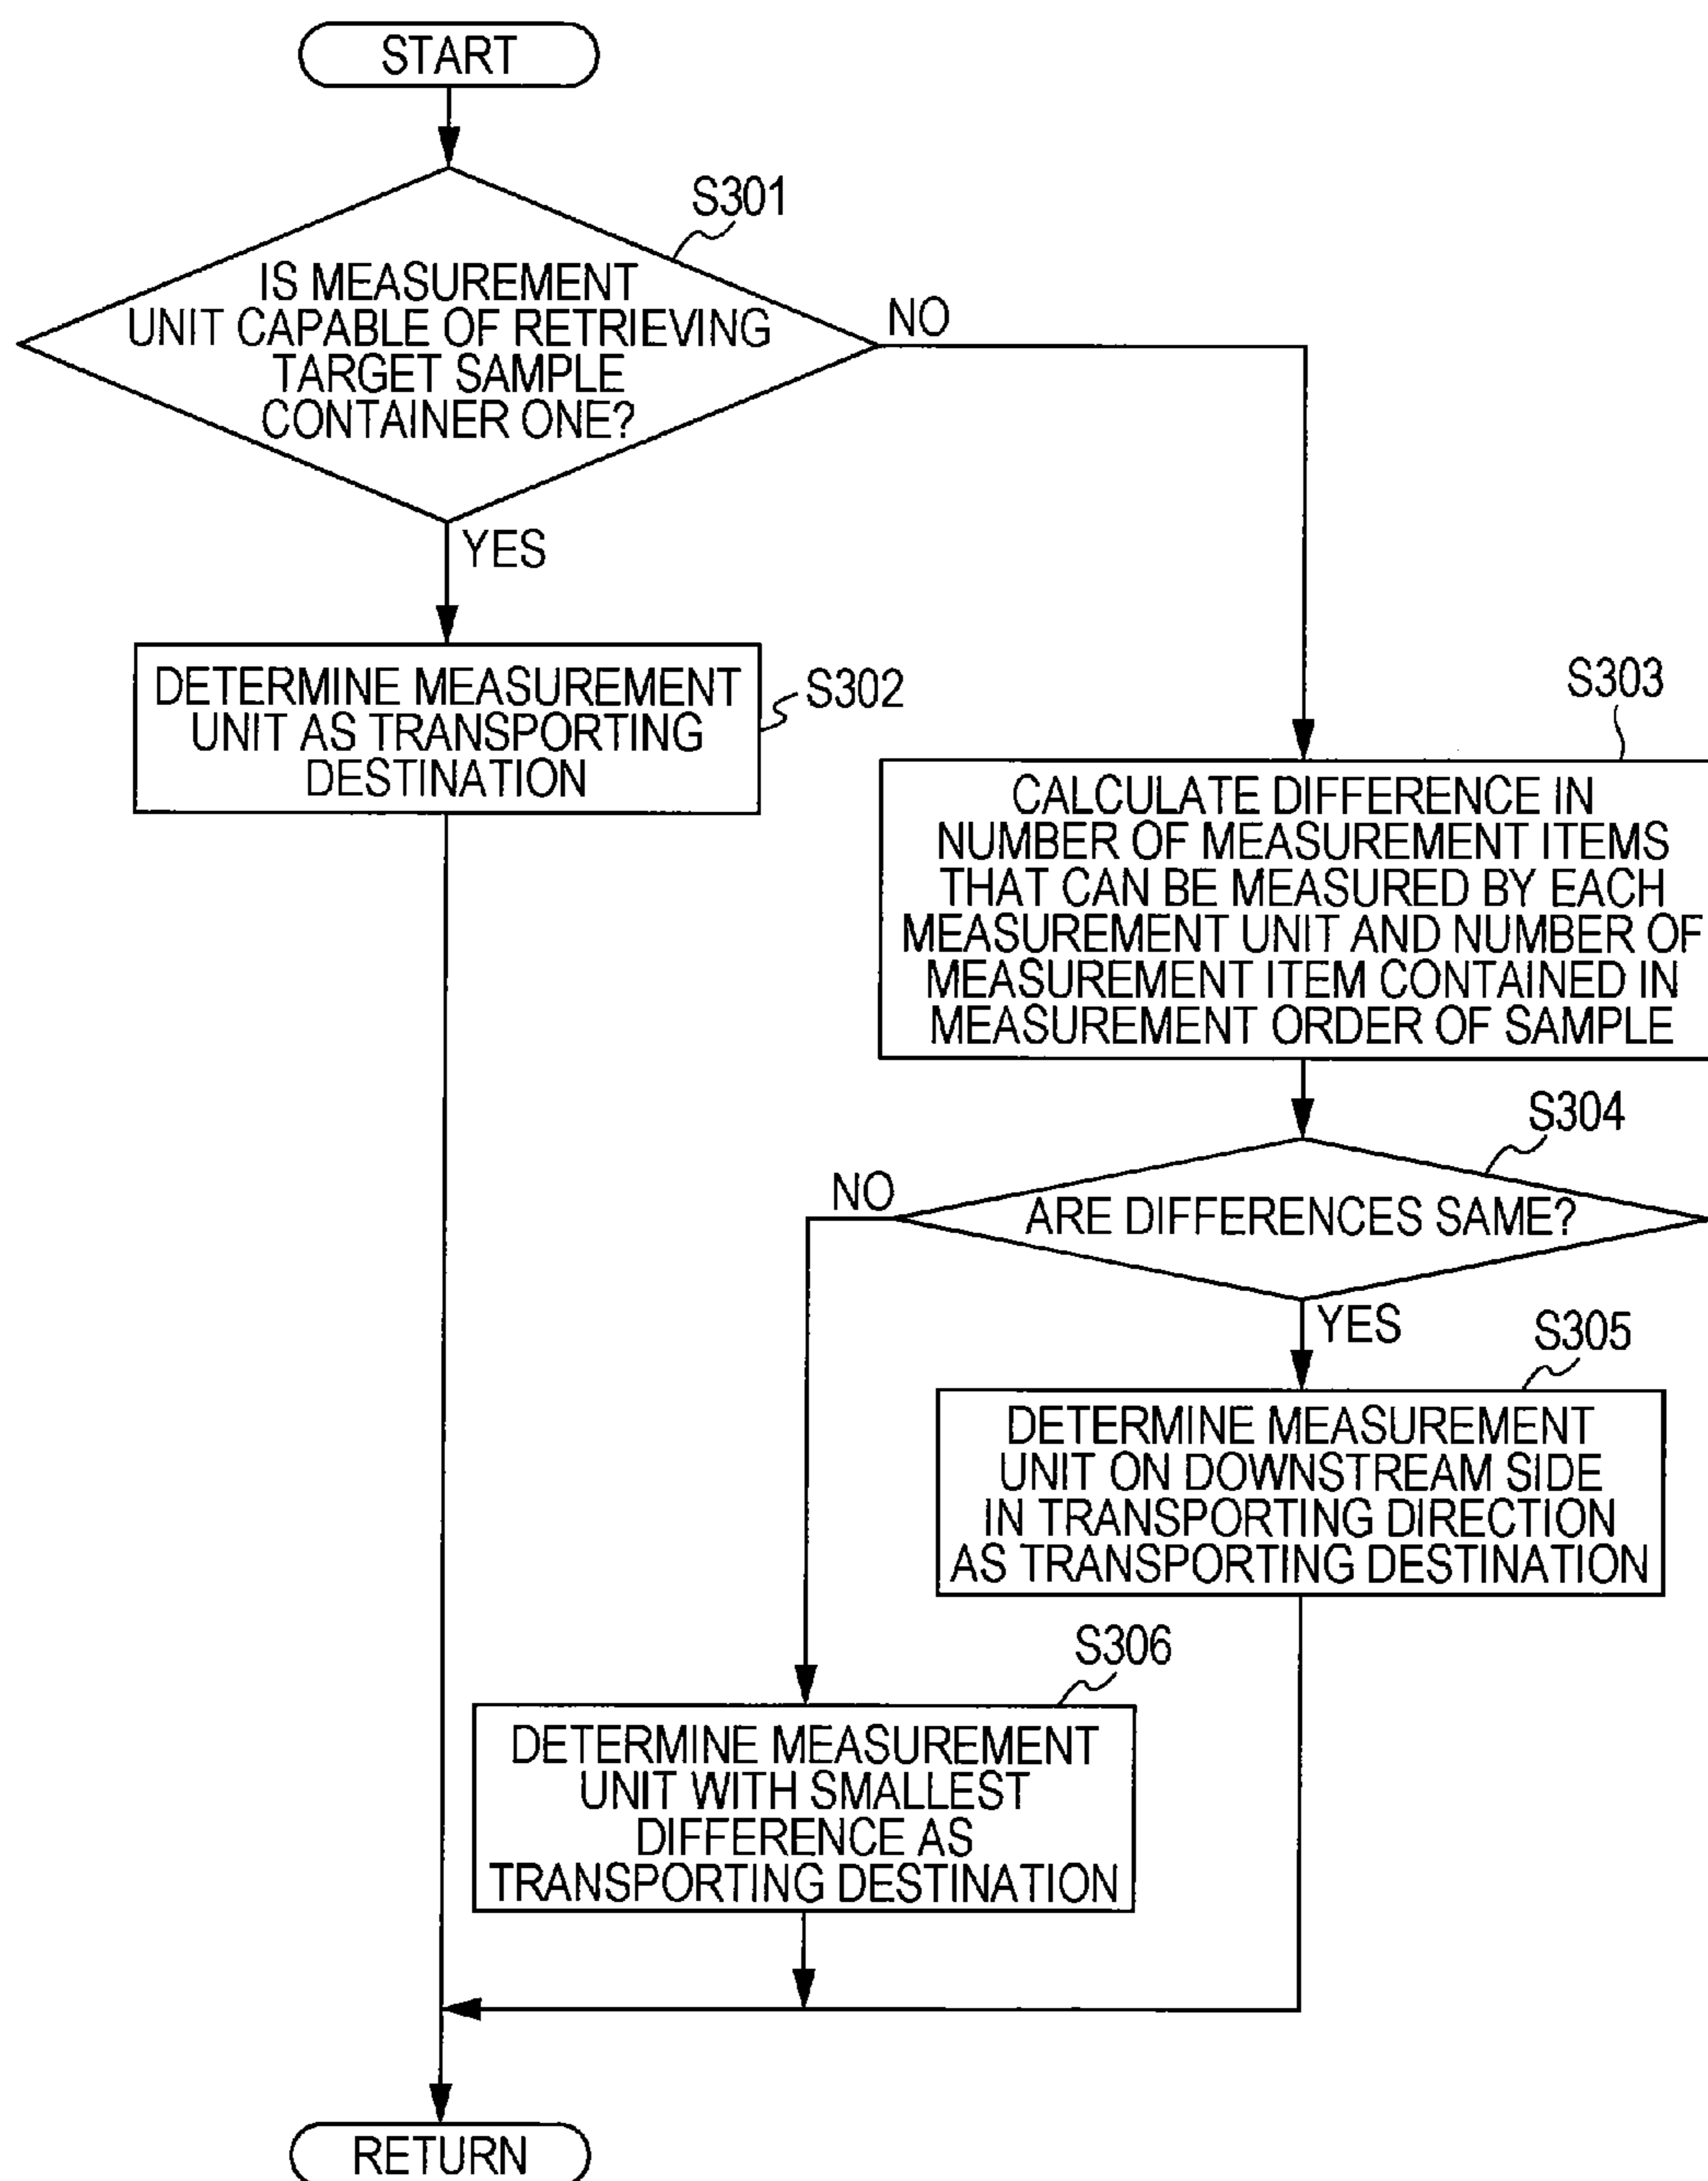 START
S301
IS MEASUREMENT
UNIT CAPABLE OF RETRIEVING
TARGET SAMPLE
CONTAINER ONE?
NO
YES
DETERMINE MEASUREMENT
UNIT AS TRANSPORTING
DESTINATION
S302
S303
CALCULATE DIFFERENCE IN
NUMBER OF MEASUREMENT ITEMS
THAT CAN BE MEASURED BY EACH
MEASUREMENT UNIT AND NUMBER OF
MEASUREMENT ITEM CONTAINED IN
MEASUREMENT ORDER OF SAMPLE
S304
NO
ARE DIFFERENCES SAME?
YES
S305
DETERMINE MEASUREMENT
UNIT ON DOWNSTREAM SIDE
IN TRANSPORTING DIRECTION
AS TRANSPORTING DESTINATION
S306
DETERMINE MEASUREMENT
UNIT WITH SMALLEST
DIFFERENCE AS
TRANSPORTING DESTINATION
RETURN